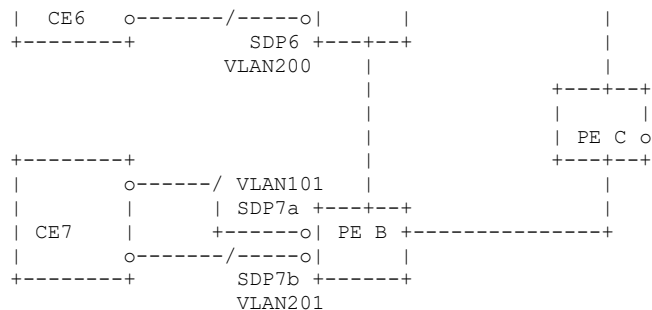 |  CE6   o-------/-----o|       |                 |
+--------+         SDP6 +---+---+                 |
                 VLAN200    |                     |
                            |                 +---+--+
                            |                 |      |
                            |                 | PE C o
+--------+                  |                 +---+--+
|        o------/ VLAN101   |                     |
|        |      | SDP7a +---+---+                 |
| CE7    |      +------o| PE B  +-----------------+
|        o-------/-----o|       |
+--------+        SDP7b +-------+
                  VLAN201